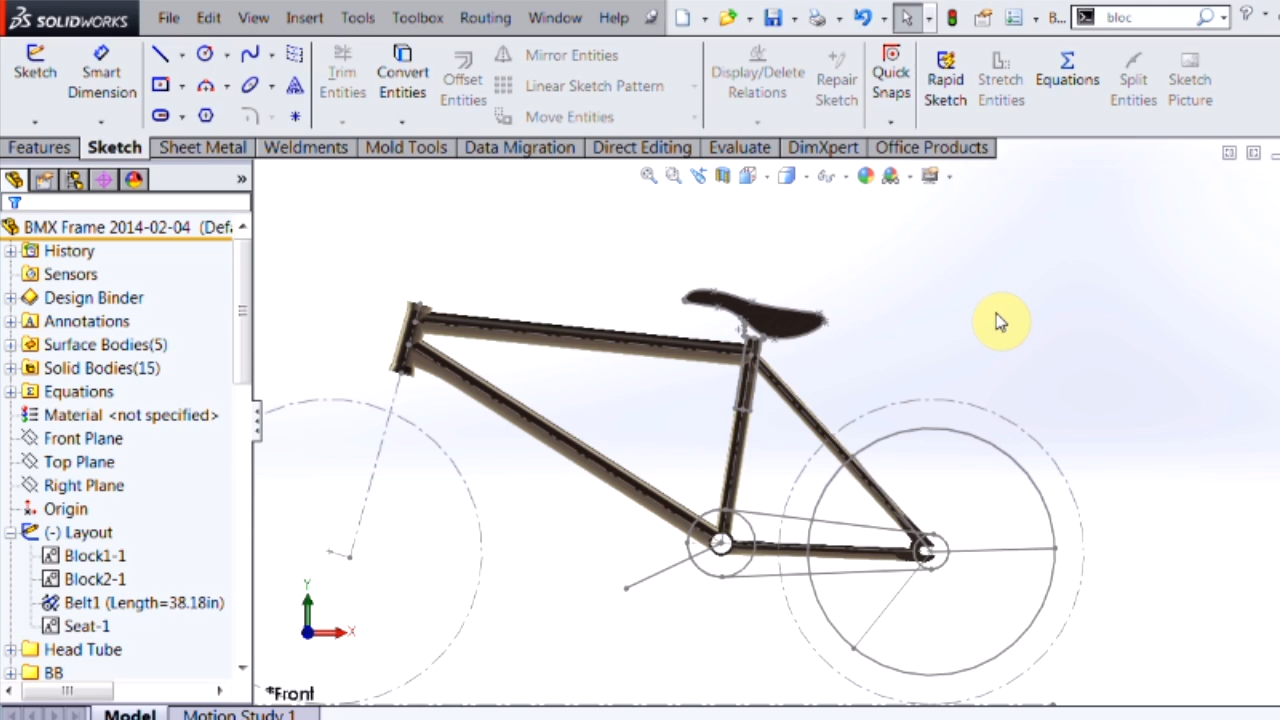 SOLIDWORKS File Edit View Insert Tools Toolbox Routing Window Help B... bloc
Sketch Smart Dimension Trim Entities Convert Entities Offset Entities Mirror Entities Linear Sketch Pattern Move Entities Display/Delete Relations Repair Sketch Quick Snaps Rapid Sketch Stretch Entities Equations Split Entities Sketch Picture
Features Sketch Sheet Metal Weldments Mold Tools Data Migration Direct Editing Evaluate DimXpert Office Products
BMX Frame 2014-02-04 (Defa
History
Sensors
Design Binder
Annotations
Surface Bodies(5)
Solid Bodies(15)
Equations
Material <not specified>
Front Plane
Top Plane
Right Plane
Origin
(-) Layout
Block1-1
Block2-1
Belt1 (Length=38.18in)
Seat-1
Head Tube
BB
Y
X
*Front
Model Motion Study 1